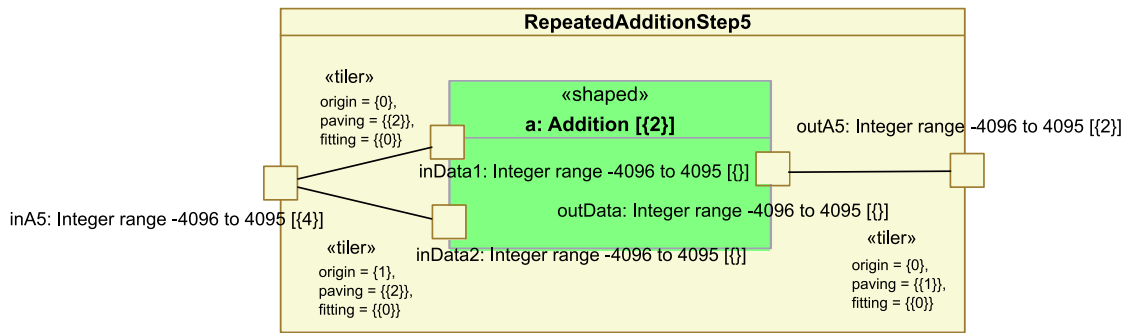 RepeatedAdditionStep5
«tiler»
origin = {0},
paving = {{2}},
fitting = {{0}}
«shaped»
a: Addition [{2}]
outA5: Integer range -4096 to 4095 [{2}]
inData1: Integer range -4096 to 4095 [{}]
inA5: Integer range -4096 to 4095 [{4}]
outData: Integer range -4096 to 4095 [{}]
«tiler»
origin = {1},
paving = {{2}},
fitting = {{0}}
inData2: Integer range -4096 to 4095 [{}]
«tiler»
origin = {0},
paving = {{1}},
fitting = {{0}}